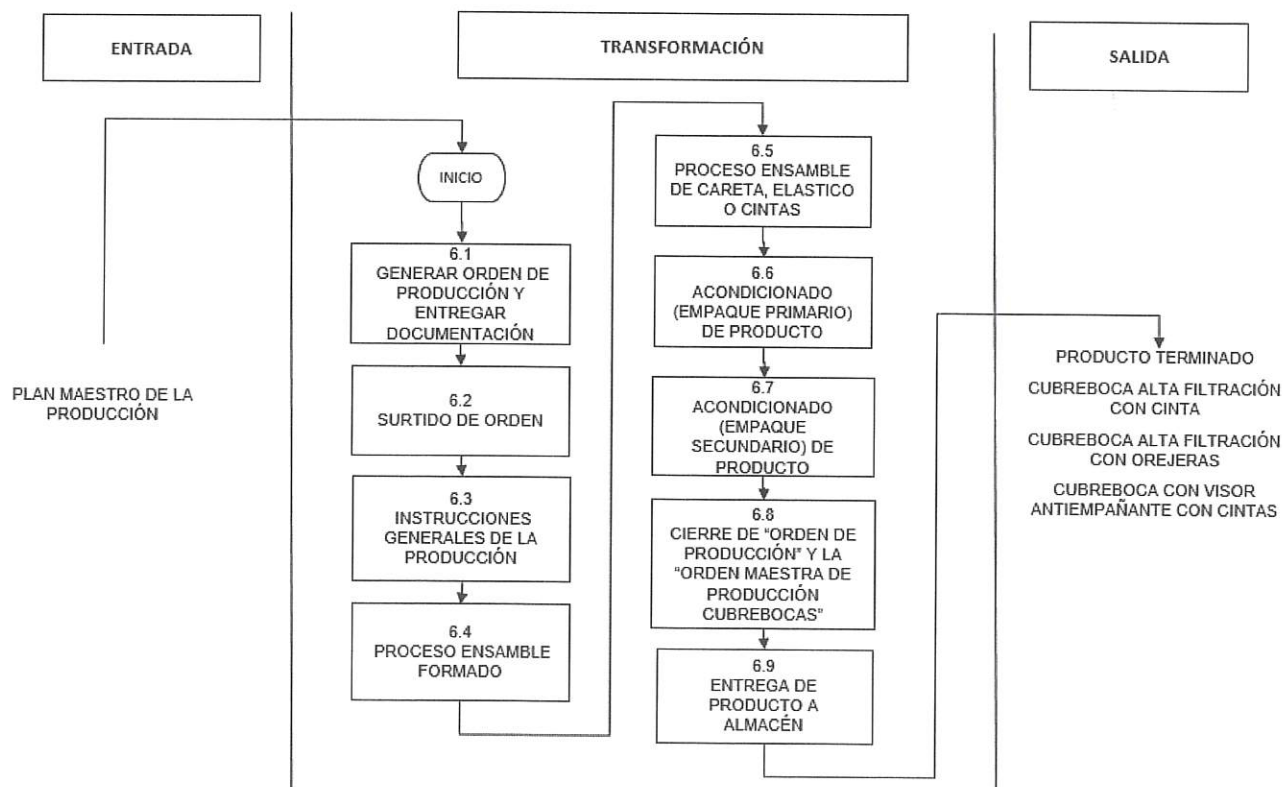 ENTRADA
TRANSFORMACIÓN
SALIDA
PLAN MAESTRO DE LA
PRODUCCIÓN
INICIO
6.1
GENERAR ORDEN DE
PRODUCCIÓN Y
ENTREGAR
DOCUMENTACIÓN
6.2
SURTIDO DE ORDEN
6.3
INSTRUCCIONES
GENERALES DE LA
PRODUCCIÓN
6.4
PROCESO ENSAMBLE
FORMADO
6.5
PROCESO ENSAMBLE
DE CARETA, ELASTICO
O CINTAS
6.6
ACONDICIONADO
(EMPAQUE PRIMARIO)
DE PRODUCTO
6.7
ACONDICIONADO
(EMPAQUE
SECUNDARIO) DE
PRODUCTO
6.8
CIERRE DE “ORDEN DE
PRODUCCIÓN” Y LA
“ORDEN MAESTRA DE
PRODUCCIÓN
CUBREBOCAS”
6.9
ENTREGA DE
PRODUCTO A
ALMACÉN
PRODUCTO TERMINADO
CUBREBOCA ALTA FILTRACIÓN
CON CINTA
CUBREBOCA ALTA FILTRACIÓN
CON OREJERAS
CUBREBOCA CON VISOR
ANTIEMPAÑANTE CON CINTAS